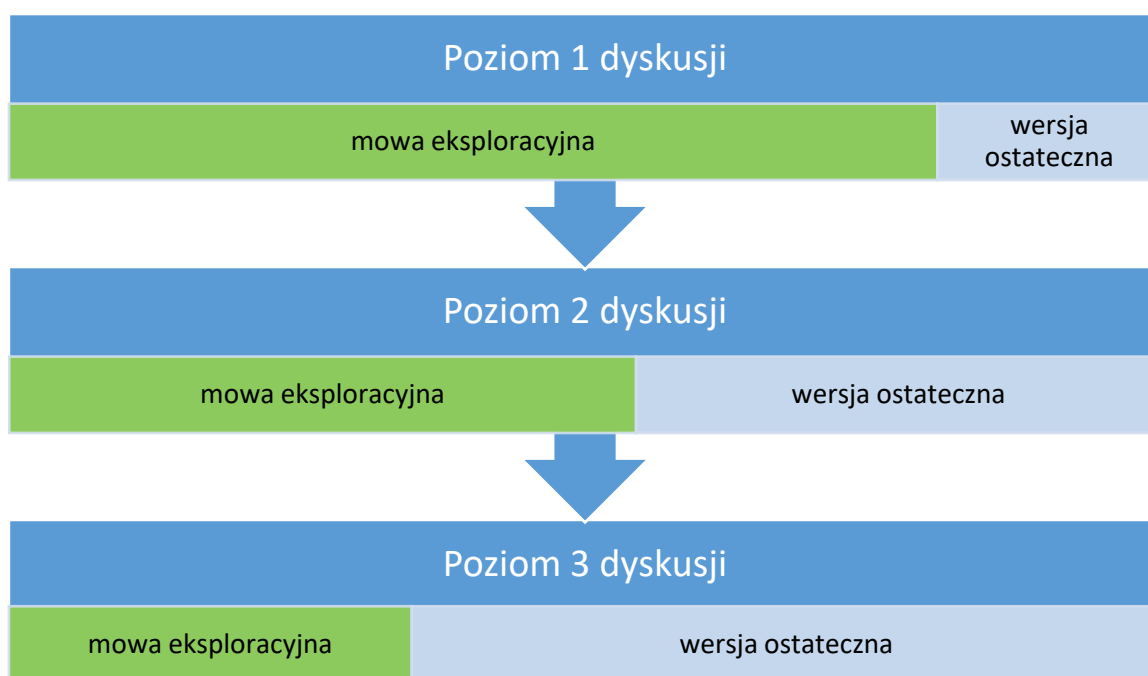 Poziom 1 dyskusji
mowa eksploracyjna
wersja
ostateczna
Poziom 2 dyskusji
mowa eksploracyjna
wersja ostateczna
Poziom 3 dyskusji
mowa eksploracyjna
wersja ostateczna